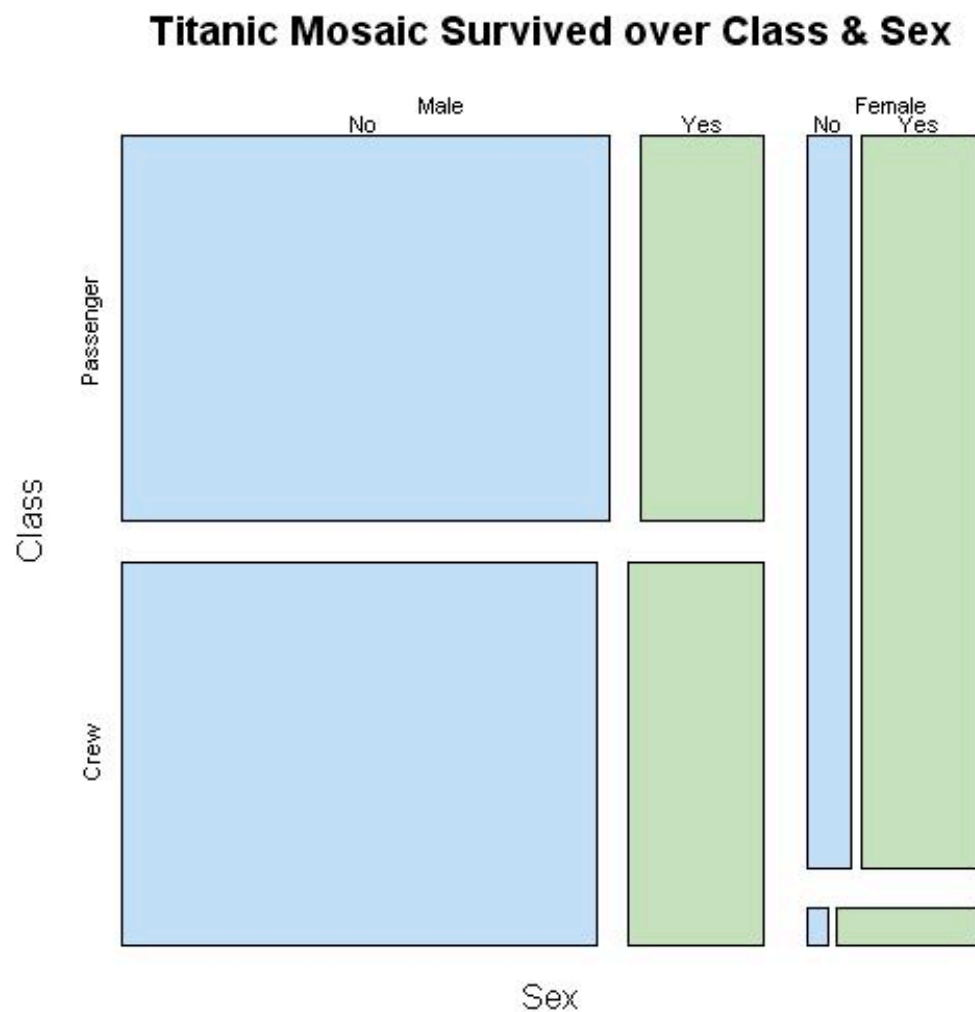 Titanic Mosaic Survived over Class & Sex
Male Female
No Yes No Yes
Passenger
Class
Crew
Sex